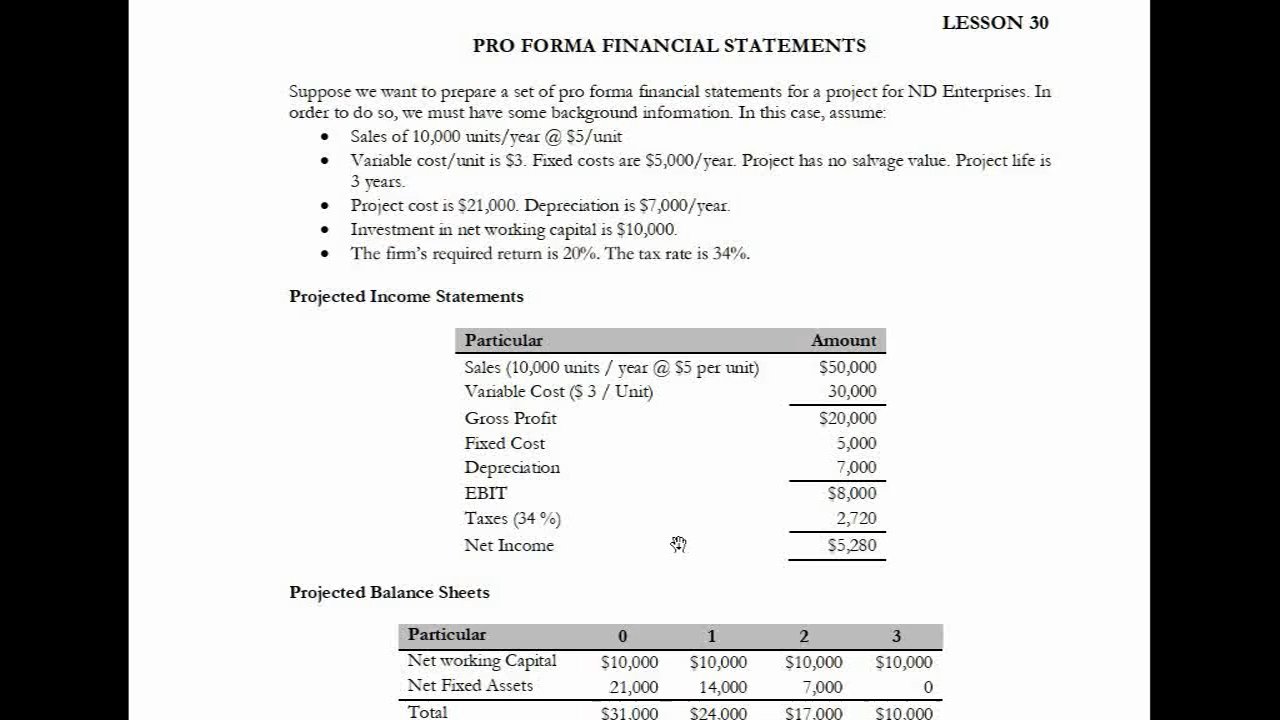 LESSON 30
PRO FORMA FINANCIAL STATEMENTS
Suppose we want to prepare a set of pro forma financial statements for a project for ND Enterprises. In
order to do so, we must have some background information. In this case, assume:
• Sales of 10,000 units/year @ $5/unit
• Variable cost/unit is $3. Fixed costs are $5,000/year. Project has no salvage value. Project life is
3 years.
• Project cost is $21,000. Depreciation is $7,000/year.
• Investment in net working capital is $10,000.
• The firm's required return is 20%. The tax rate is 34%.
Projected Income Statements
Particular Amount
Sales (10,000 units / year @ $5 per unit) $50,000
Variable Cost ($ 3 / Unit) 30,000
Gross Profit $20,000
Fixed Cost 5,000
Depreciation 7,000
EBIT $8,000
Taxes (34 %) 2,720
Net Income $5,280
Projected Balance Sheets
Particular 0 1 2 3
Net working Capital $10,000 $10,000 $10,000 $10,000
Net Fixed Assets 21,000 14,000 7,000 0
Total $31,000 $24,000 $17,000 $10,000